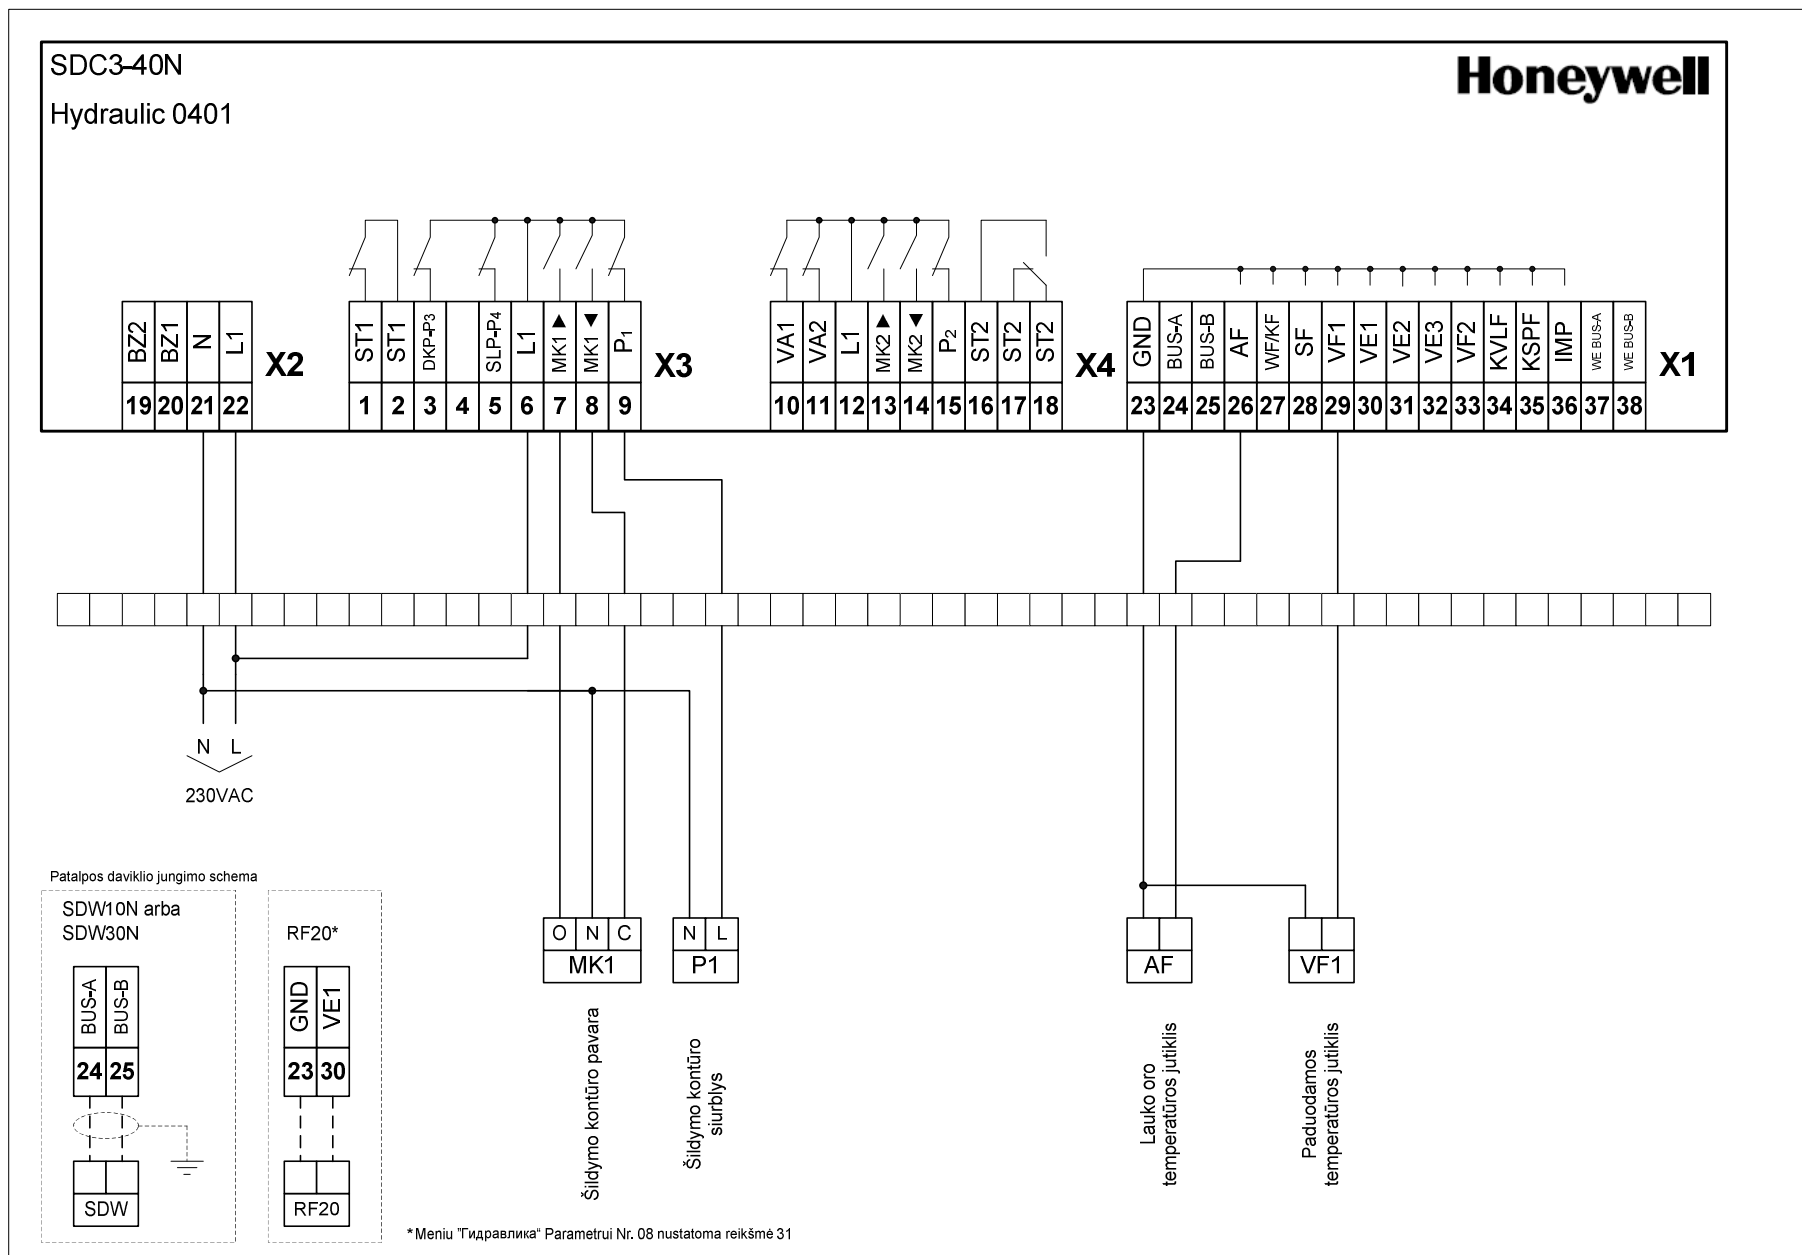 SDC3-40N
Honeywell
Hydraulic 0401
BZ2 BZ1 N L1
X2
19 20 21 22
ST1 ST1 DKP-P3 SLP-P4 L1 MK1 ▲ MK1 ▼ P1
X3
1 2 3 4 5 6 7 8 9
VA1 VA2 L1 MK2 ▲ MK2 ▼ P2 ST2 ST2 ST2
X4
10 11 12 13 14 15 16 17 18
GND BUS-A BUS-B AF WF/KF SF VF1 VE1 VE2 VE3 VF2 KVLF KSPF IMP WE BUS-A WE BUS-B
X1
23 24 25 26 27 28 29 30 31 32 33 34 35 36 37 38
N L
230VAC
Patalpos daviklio jungimo schema
SDW10N arba
SDW30N
BUS-A BUS-B
24 25
SDW
RF20*
GND VE1
23 30
RF20
O N C
MK1
Šildymo kontūro pavara
N L
P1
Šildymo kontūro
siurblys
AF
Lauko oro
temperatūros jutiklis
VF1
Paduodamos
temperatūros jutiklis
* Meniu "Гидравлика“ Parametrui Nr. 08 nustatoma reikšmė 31